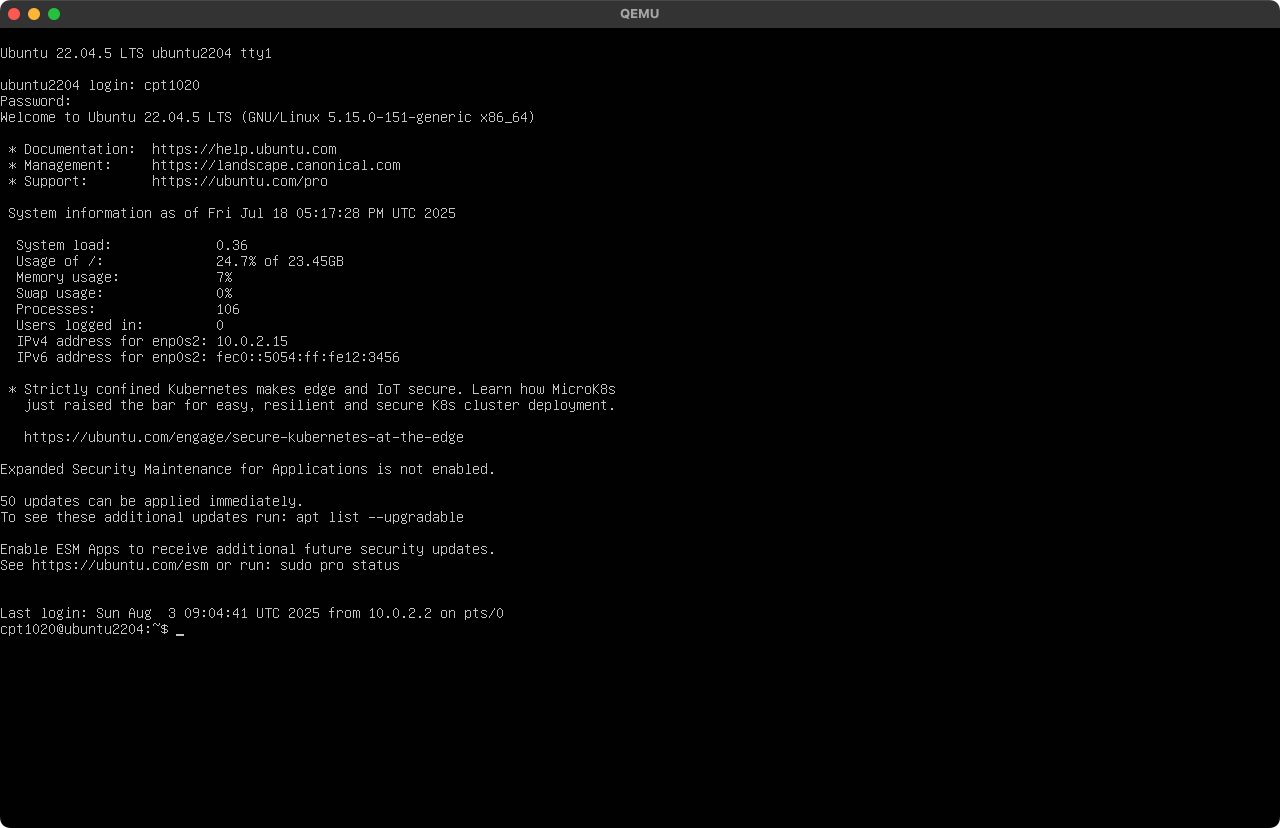 QEMU
Ubuntu 22.04.5 LTS ubuntu2204 tty1
ubuntu2204 login: cpt1020
Password:
Welcome to Ubuntu 22.04.5 LTS (GNU/Linux 5.15.0-151-generic x86_64)
* Documentation:  https://help.ubuntu.com
* Management:     https://landscape.canonical.com
* Support:        https://ubuntu.com/pro
System information as of Fri Jul 18 05:17:28 PM UTC 2025
System load:             0.36
Usage of /:              24.7% of 23.45GB
Memory usage:            7%
Swap usage:              0%
Processes:               106
Users logged in:         0
IPv4 address for enp0s2: 10.0.2.15
IPv6 address for enp0s2: fec0::5054:ff:fe12:3456
* Strictly confined Kubernetes makes edge and IoT secure. Learn how MicroK8s
just raised the bar for easy, resilient and secure K8s cluster deployment.
https://ubuntu.com/engage/secure-kubernetes-at-the-edge
Expanded Security Maintenance for Applications is not enabled.
50 updates can be applied immediately.
To see these additional updates run: apt list --upgradable
Enable ESM Apps to receive additional future security updates.
See https://ubuntu.com/esm or run: sudo pro status
Last login: Sun Aug  3 09:04:41 UTC 2025 from 10.0.2.2 on pts/0
cpt1020@ubuntu2204:~$ _